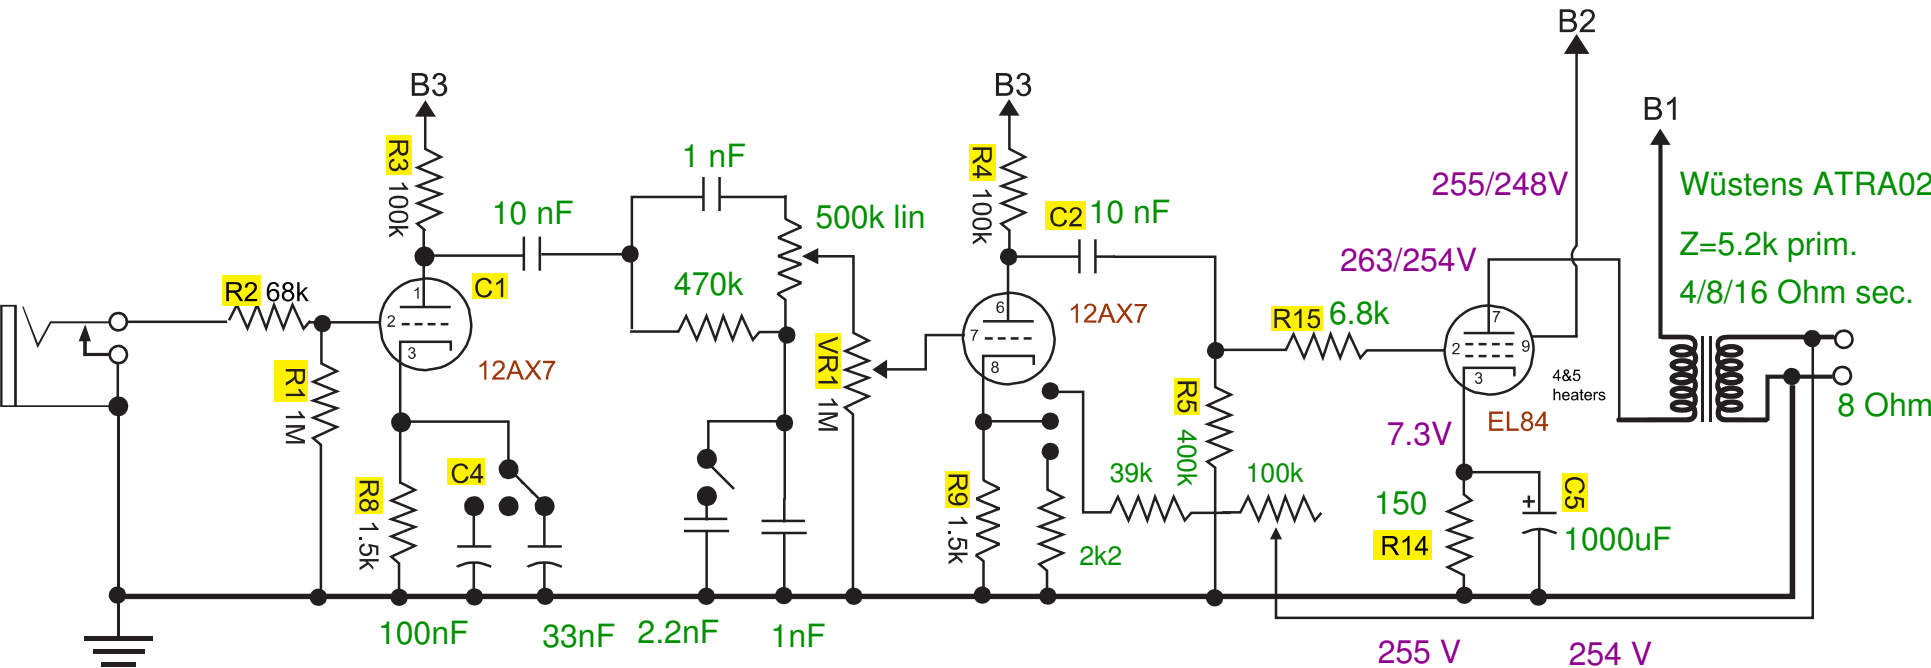 B2
B3
B3
B1
R3
100k
1 nF
R4
100k
255/248V
Wüstens ATRA02
10 nF
500k lin
C2
10 nF
263/254V
Z=5.2k prim.
R2
68k
C1
470k
4/8/16 Ohm sec.
1
2
3
12AX7
6
7
8
12AX7
R15
6.8k
7
2
9
3
4&5
heaters
EL84
R1
1M
VR1
1M
R5
400k
8 Ohm
7.3V
R8
1.5k
C4
R9
1.5k
39k
100k
2k2
150
R14
+
C5
1000uF
100nF
33nF
2.2nF
1nF
255 V
254 V